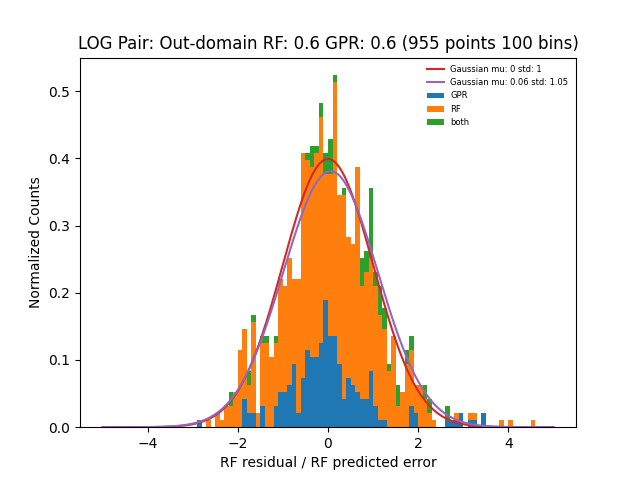 LOG Pair: Out-domain RF: 0.6 GPR: 0.6 (955 points 100 bins)
Gaussian mu: 0 std: 1
Gaussian mu: 0.06 std: 1.05
GPR
RF
both
Normalized Counts
0.5
0.4
0.3
0.2
0.1
0.0
−4 −2 0 2 4
RF residual / RF predicted error